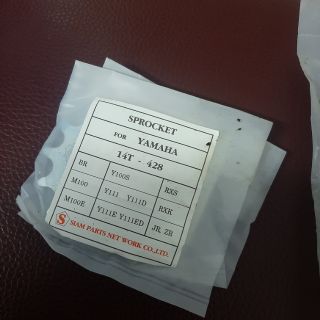 SPROCKET
FOR YAMAHA
14T - 428
BR Y100S RXS
M100 Y111 Y111D RXR
M100E Y111E Y111ED JR, ZR
S SIAM PARTS NET WORK CO.,LTD.